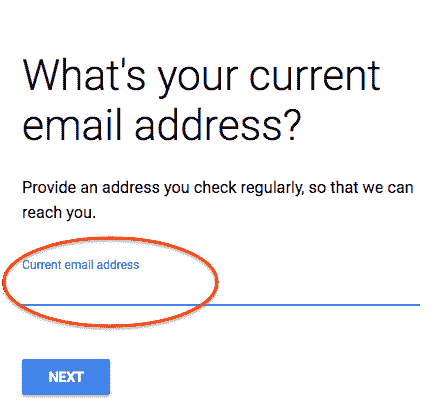 What's your current
email address?
Provide an address you check regularly, so that we can
reach you.
Current email address
NEXT